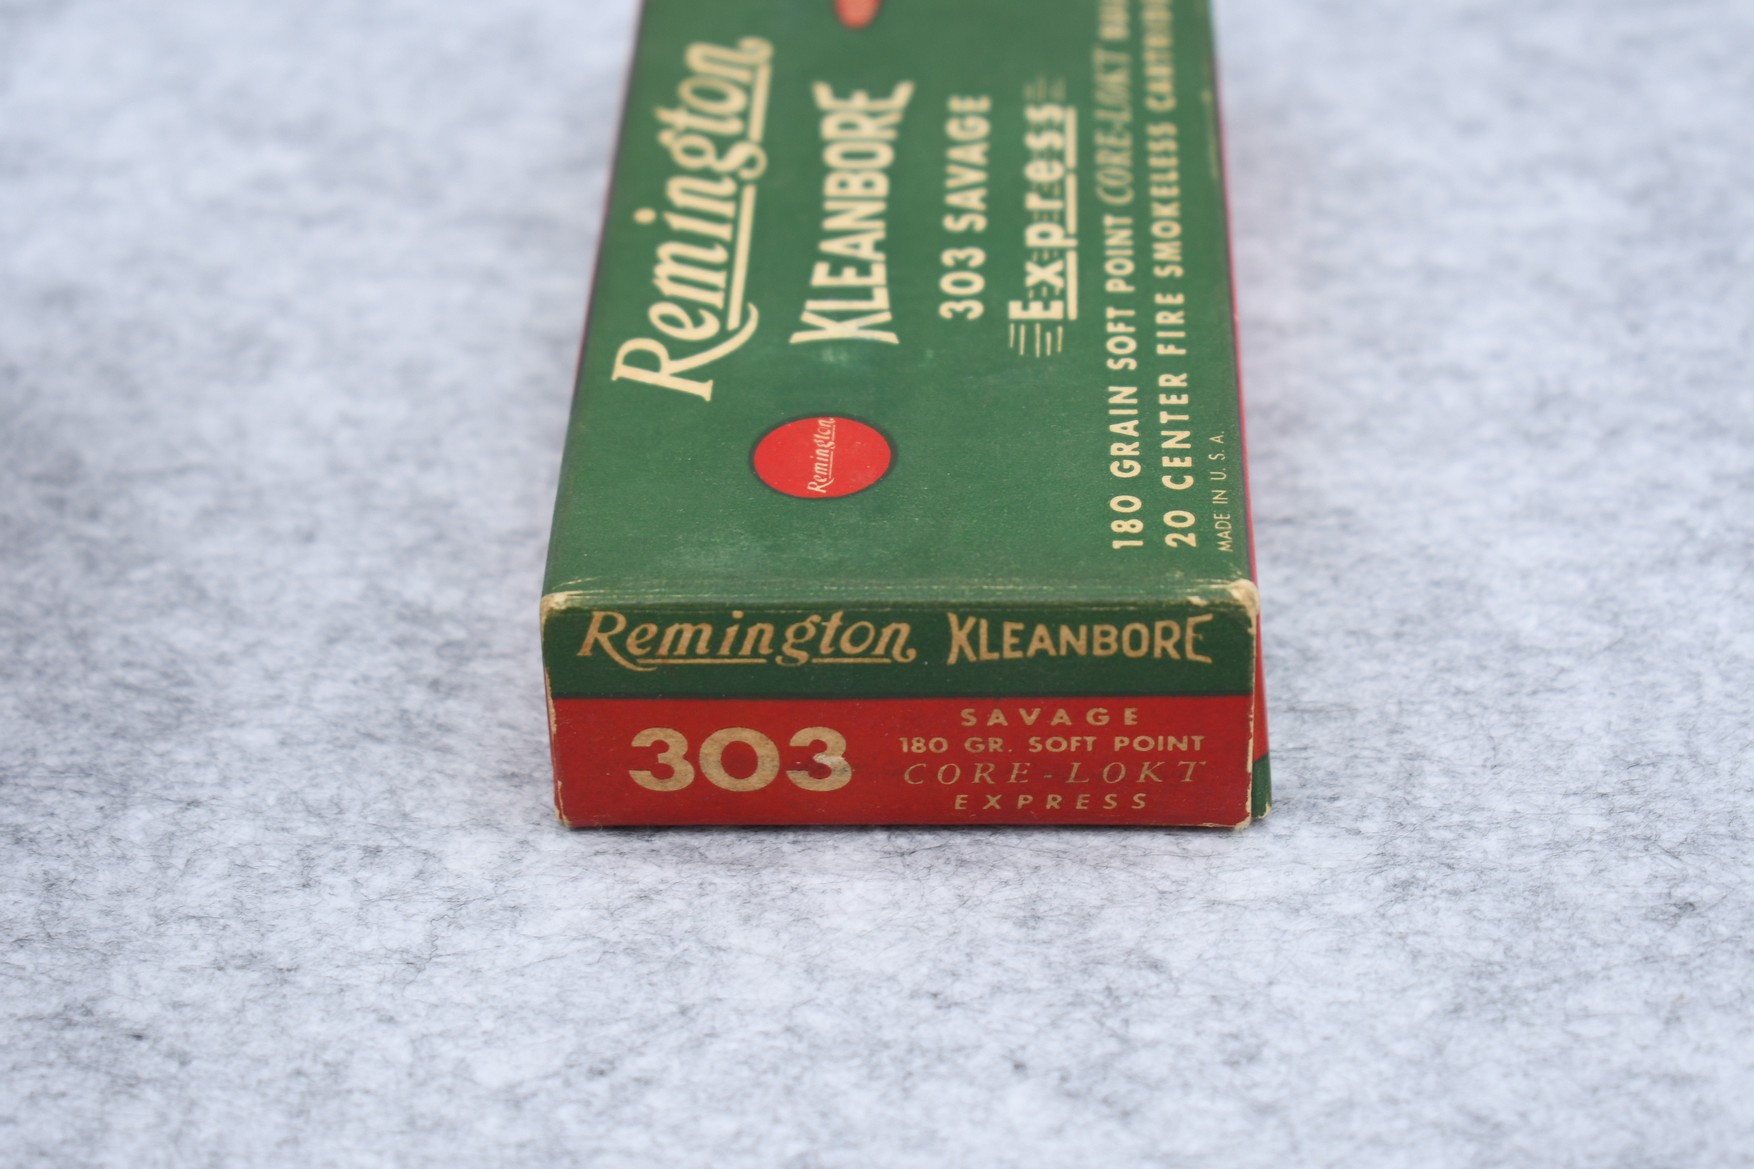 Remington
KLEANBORE
303 SAVAGE
Express
180 GRAIN SOFT POINT CORE-LOKT
20 CENTER FIRE SMOKELESS CARTRIDGES
MADE IN U.S.A.
Remington
Remington KLEANBORE
303
SAVAGE
180 GR. SOFT POINT
CORE-LOKT
EXPRESS